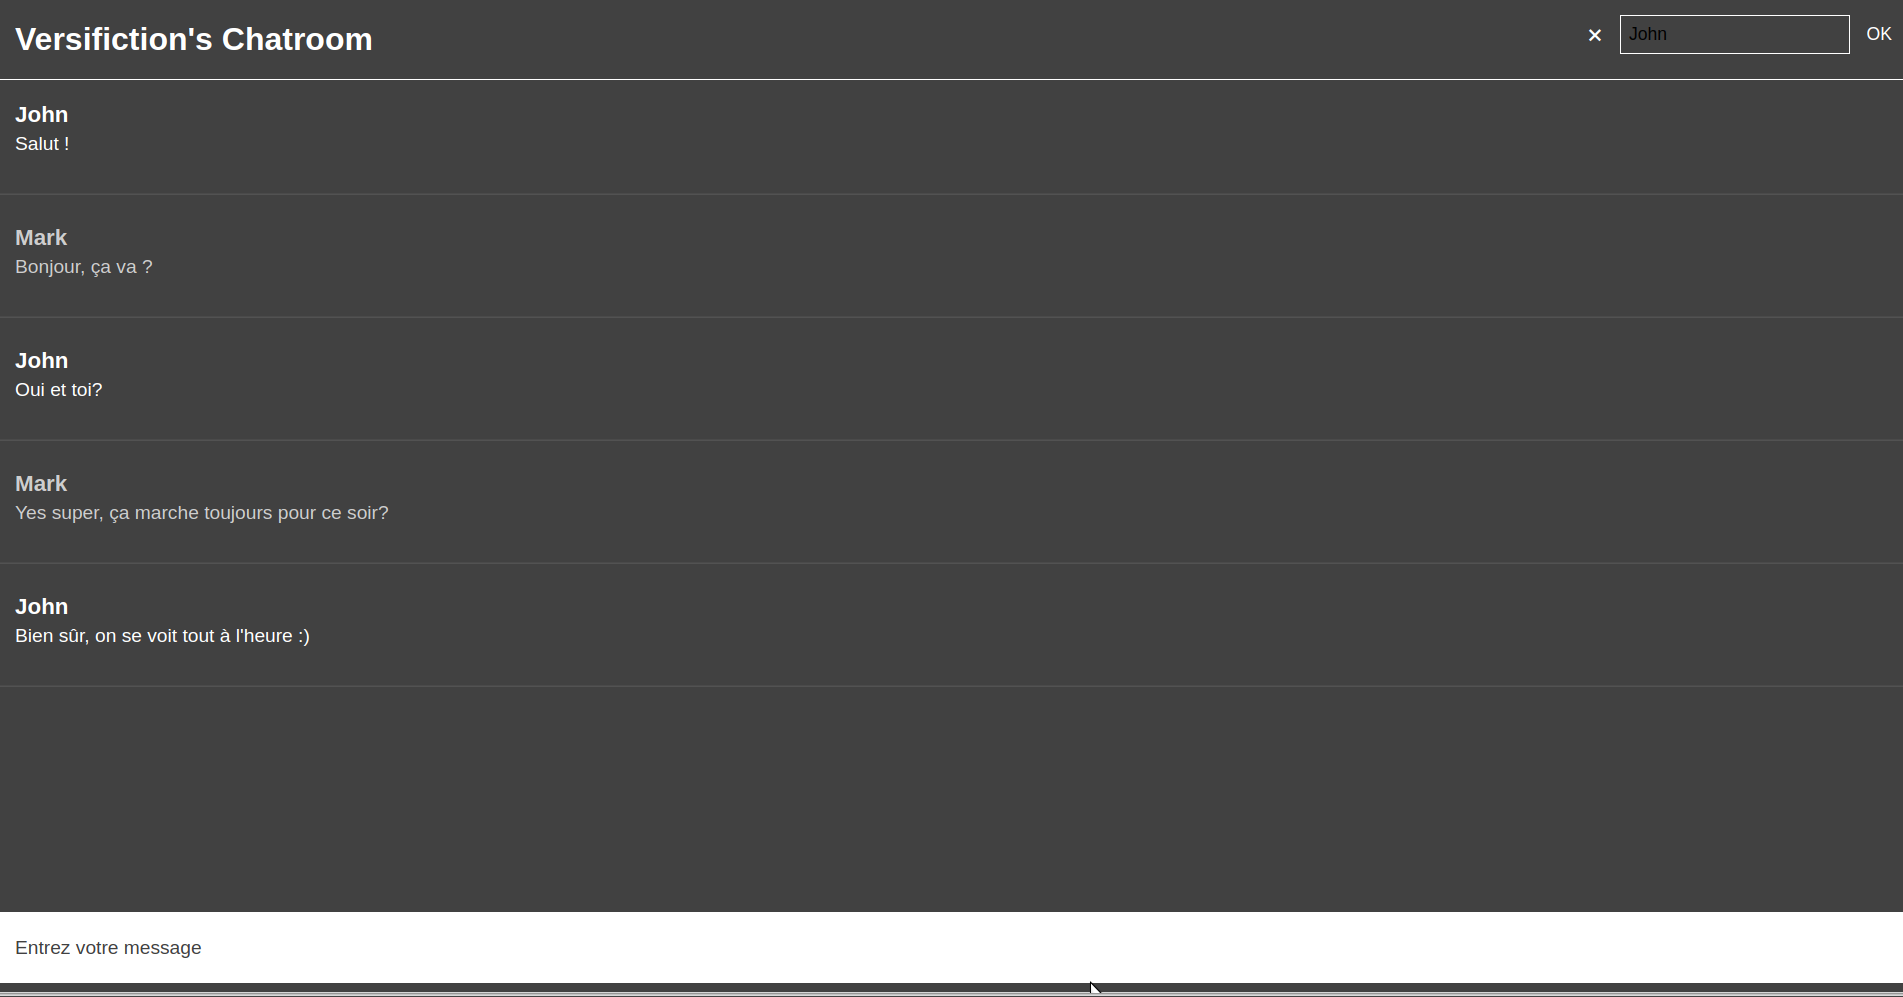 Versifiction's Chatroom
× John OK
John
Salut !
Mark
Bonjour, ça va ?
John
Oui et toi?
Mark
Yes super, ça marche toujours pour ce soir?
John
Bien sûr, on se voit tout à l'heure :)
Entrez votre message